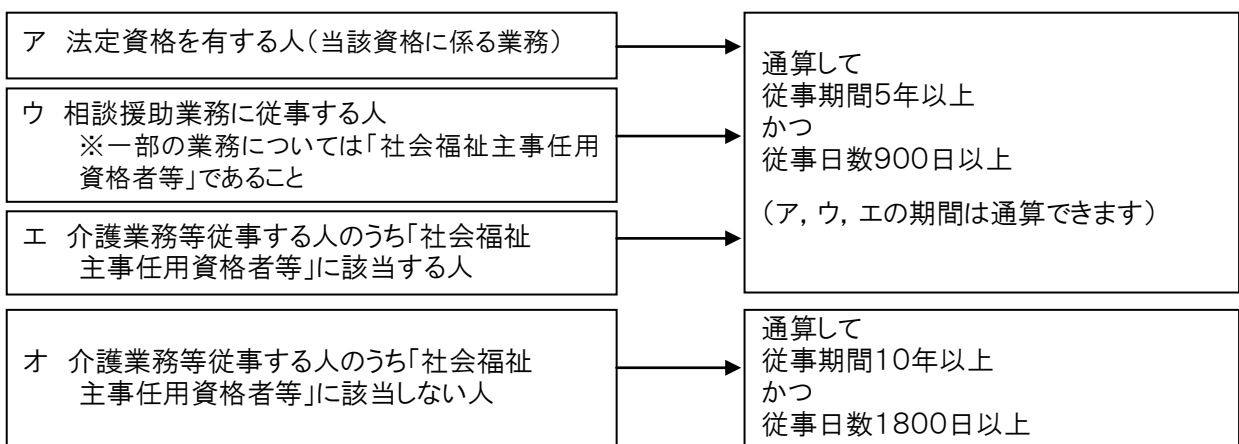 ア 法定資格を有する人（当該資格に係る業務）
ウ 相談援助業務に従事する人
※一部の業務については「社会福祉主事任用
資格者等」であること
エ 介護業務等従事する人のうち「社会福祉
主事任用資格者等」に該当する人
通算して
従事期間5年以上
かつ
従事日数900日以上
（ア，ウ，エの期間は通算できます）
オ 介護業務等従事する人のうち「社会福祉
主事任用資格者等」に該当しない人
通算して
従事期間10年以上
かつ
従事日数1800日以上